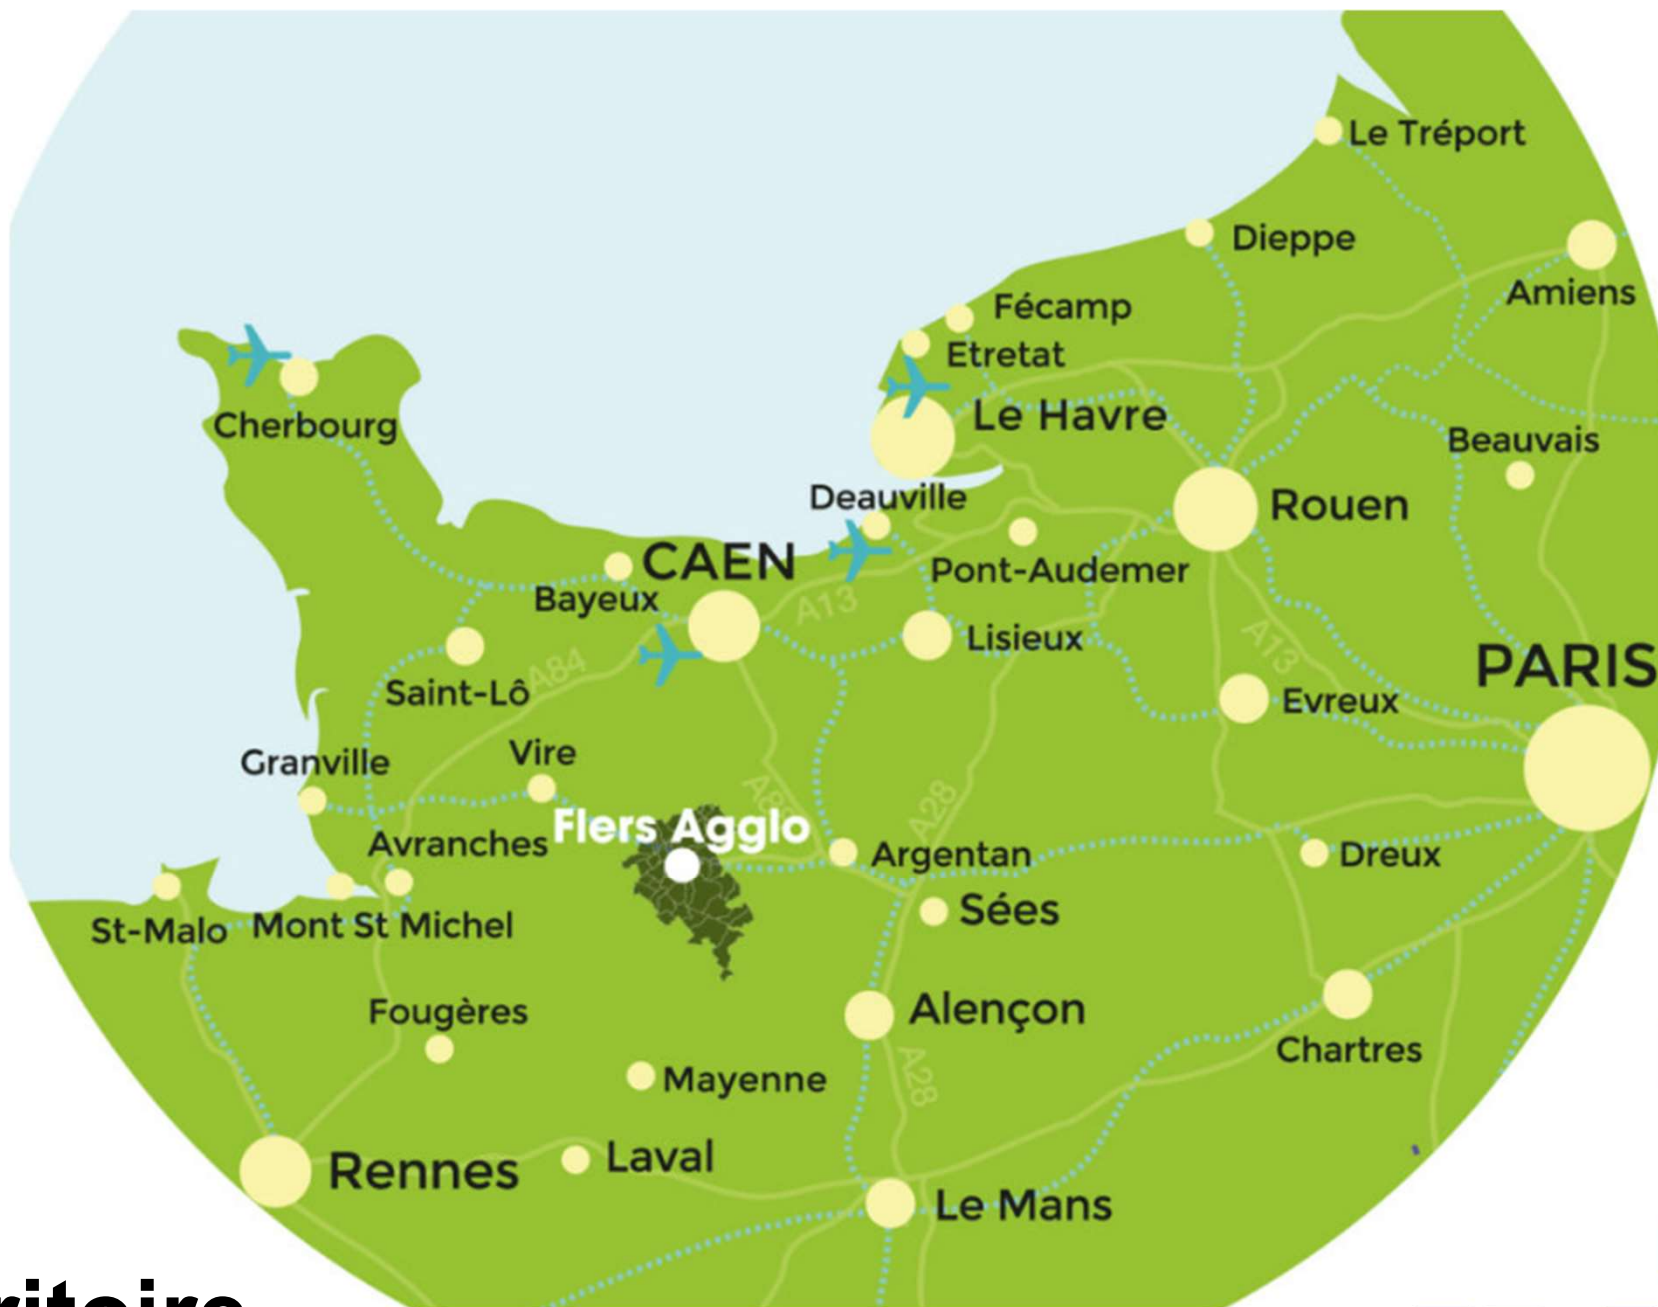 Le Tréport
Dieppe
Amiens
Fécamp
Etretat
Le Havre
Cherbourg
Beauvais
Deauville
Rouen
CAEN
Pont-Audemer
Bayeux
A13
Lisieux
A13
PARIS
A84
Saint-Lô
Evreux
Vire
Granville
A28
Flers Agglo
Avranches
Argentan
Dreux
Sées
St-Malo
Mont St Michel
Fougères
Alençon
Chartres
A28
Mayenne
Laval
Rennes
Le Mans